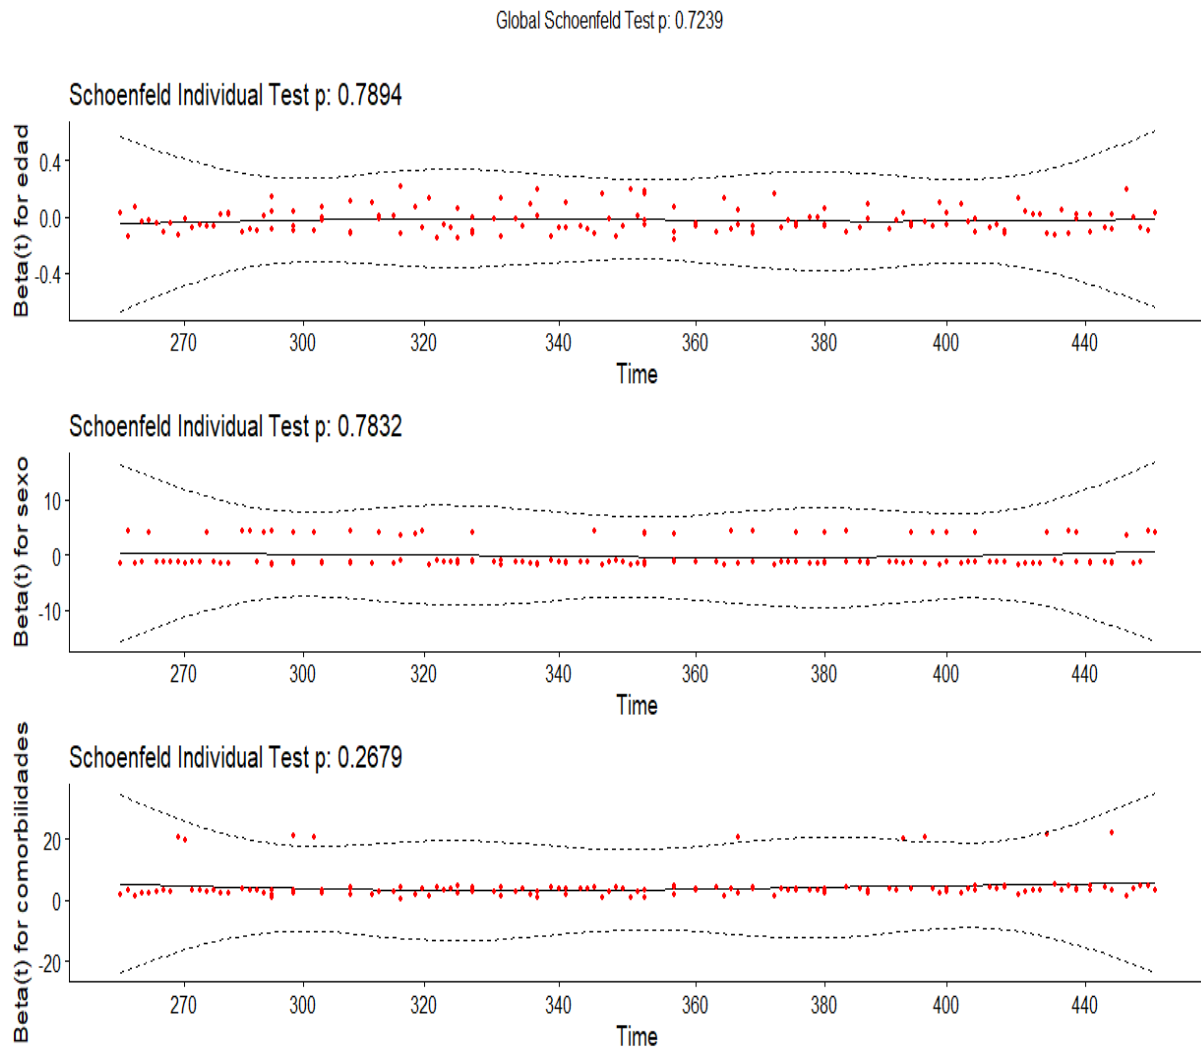 Global Schoenfeld Test p: 0.7239
Schoenfeld Individual Test p: 0.7894
Beta(t) for edad
0.4
0.0
-0.4
270 300 320 340 360 380 400 440
Time
Schoenfeld Individual Test p: 0.7832
Beta(t) for sexo
10
0
-10
270 300 320 340 360 380 400 440
Time
Schoenfeld Individual Test p: 0.2679
Beta(t) for comorbilidades
20
0
-20
270 300 320 340 360 380 400 440
Time